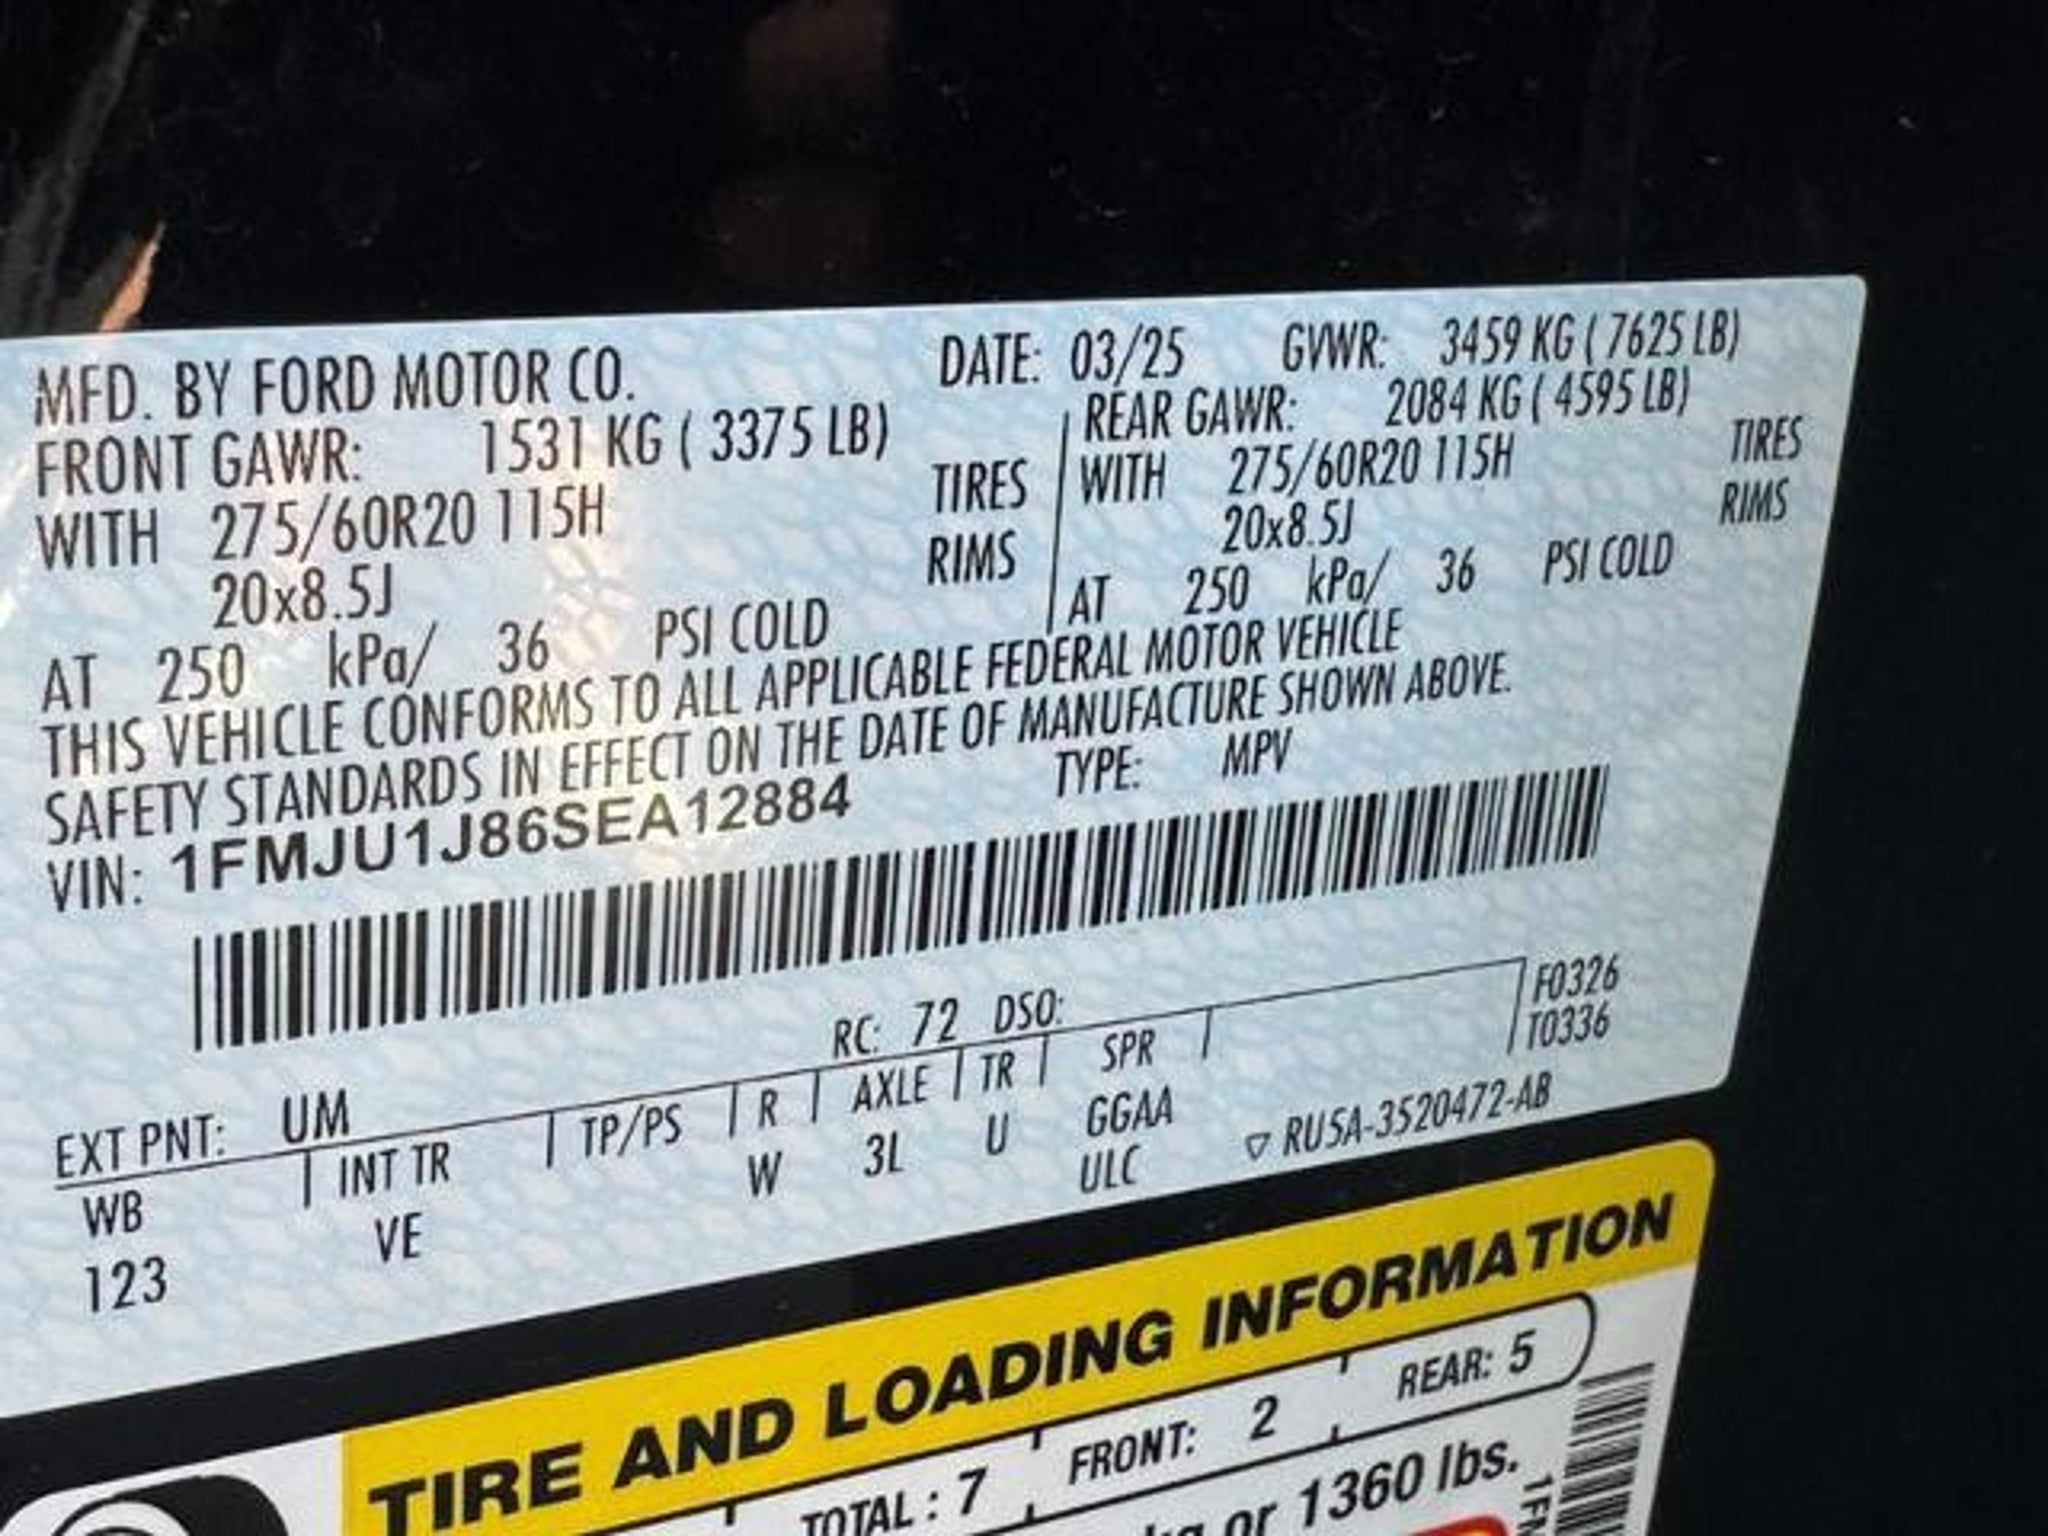 MFD. BY FORD MOTOR CO. DATE: 03/25 GVWR: 3459 KG ( 7625 LB)
FRONT GAWR: 1531 KG ( 3375 LB) REAR GAWR: 2084 KG ( 4595 LB)
WITH 275/60R20 115H TIRES WITH 275/60R20 115H TIRES
20x8.5J RIMS 20x8.5J RIMS
AT 250 kPa/ 36 PSI COLD AT 250 kPa/ 36 PSI COLD
THIS VEHICLE CONFORMS TO ALL APPLICABLE FEDERAL MOTOR VEHICLE
SAFETY STANDARDS IN EFFECT ON THE DATE OF MANUFACTURE SHOWN ABOVE.
VIN: 1FMJU1J86SEA12884 TYPE: MPV
EXT PNT: UM RC: 72 DSO: F0326
WB INT TR TP/PS R AXLE TR SPR T0336
123 VE W 3L U GGAA
ULC ▽ RU5A-3520472-AB
TIRE AND LOADING INFORMATION
TOTAL : 7 FRONT: 2 REAR: 5
kg or 1360 lbs.